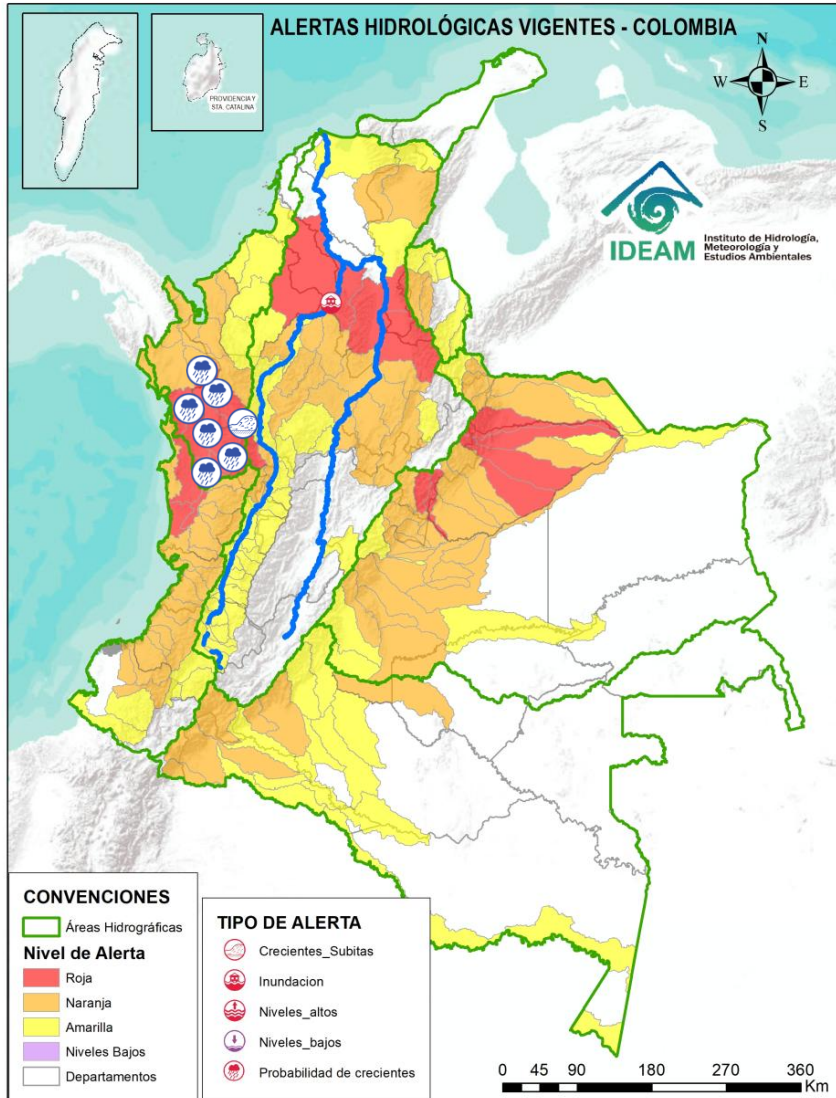 ALERTAS HIDROLÓGICAS VIGENTES - COLOMBIA
PROVIDENCIA Y
STA. CATALINA
N
W
E
S
IDEAM
Instituto de Hidrología,
Meteorología y
Estudios Ambientales
CONVENCIONES
Áreas Hidrográficas
Nivel de Alerta
Roja
Naranja
Amarilla
Niveles Bajos
Departamentos
TIPO DE ALERTA
Crecientes_Subitas
Inundacion
Niveles_altos
Niveles_bajos
Probabilidad de crecientes
0 45 90 180 270 360
Km